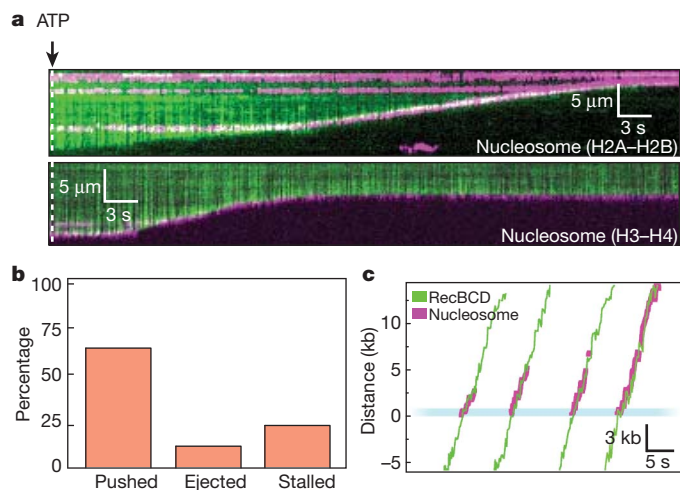 a
ATP
5 μm
3 s
Nucleosome (H2A–H2B)
5 μm
3 s
Nucleosome (H3–H4)
b
100
75
50
25
0
Percentage
Pushed
Ejected
Stalled
c
RecBCD
Nucleosome
10
5
0
–5
Distance (kb)
3 kb
5 s